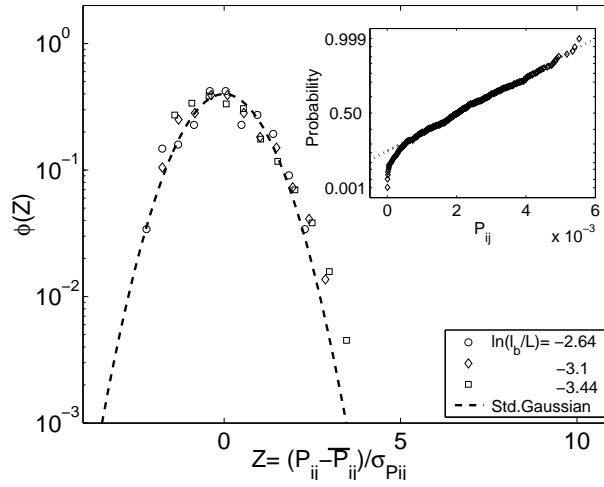 10^0
10^-1
10^-2
10^-3
ϕ(Z)
0 5 10
Z= (P_ij-P̅_ij)/σ_Pij
0.999
0.50
0.001
Probability
0 2 4 6
x 10^-3
P_ij
ln(l_b/L)= -2.64
-3.1
-3.44
Std.Gaussian